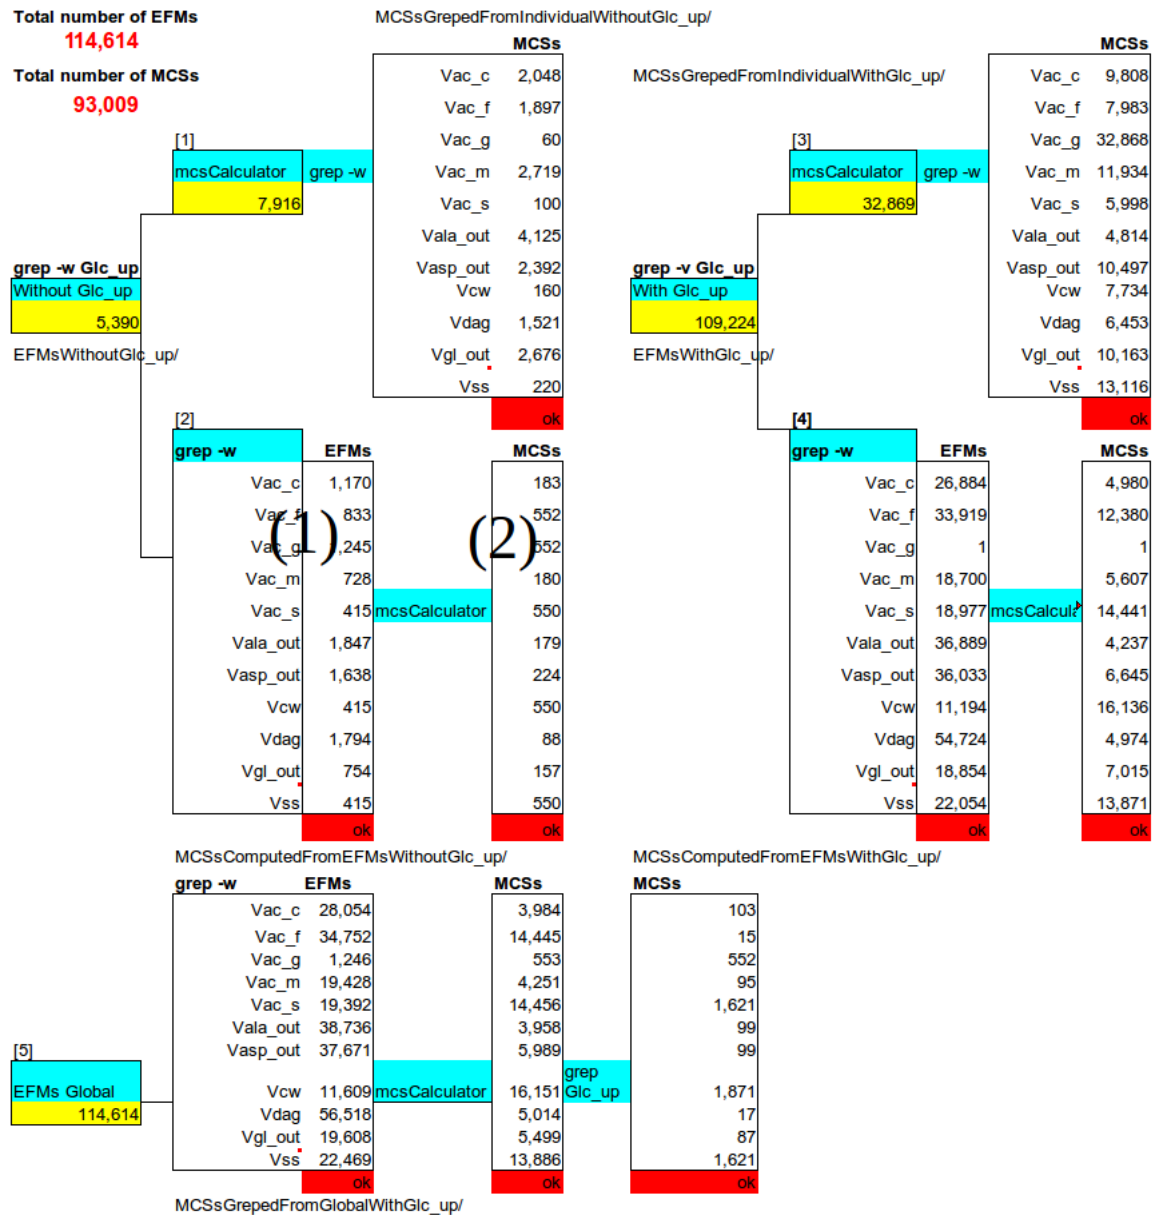 Total number of EFMs
114,614
Total number of MCSs
93,009
MCSsGrepedFromIndividualWithoutGlc_up/
MCSs
Vac_c 2,048
Vac_f 1,897
Vac_g 60
Vac_m 2,719
Vac_s 100
Vala_out 4,125
Vasp_out 2,392
Vcw 160
Vdag 1,521
Vgl_out 2,676
Vss 220
ok
[1]
mcsCalculator grep -w
7,916
grep -w Glc_up
Without Glc_up
5,390
EFMsWithoutGlc_up/
[2]
grep -w EFMs MCSs
Vac_c 1,170 183
Vac_f 833 552
Vac_g ,245 552
(1) (2)
Vac_m 728 180
mcsCalculator
Vac_s 415 550
Vala_out 1,847 179
Vasp_out 1,638 224
Vcw 415 550
Vdag 1,794 88
Vgl_out 754 157
Vss 415 550
ok ok
MCSsComputedFromEFMsWithoutGlc_up/
MCSsGrepedFromIndividualWithGlc_up/
MCSs
Vac_c 9,808
Vac_f 7,983
Vac_g 32,868
Vac_m 11,934
Vac_s 5,998
Vala_out 4,814
Vasp_out 10,497
Vcw 7,734
Vdag 6,453
Vgl_out 10,163
Vss 13,116
ok
[3]
mcsCalculator grep -w
32,869
grep -v Glc_up
With Glc_up
109,224
EFMsWithGlc_up/
[4]
grep -w EFMs MCSs
Vac_c 26,884 4,980
Vac_f 33,919 12,380
Vac_g 1 1
Vac_m 18,700 5,607
Vac_s 18,977 mcsCalcula 14,441
Vala_out 36,889 4,237
Vasp_out 36,033 6,645
Vcw 11,194 16,136
Vdag 54,724 4,974
Vgl_out 18,854 7,015
Vss 22,054 13,871
ok ok
MCSsComputedFromEFMsWithGlc_up/
grep -w EFMs MCSs MCSs
Vac_c 28,054 3,984 103
Vac_f 34,752 14,445 15
Vac_g 1,246 553 552
Vac_m 19,428 4,251 95
Vac_s 19,392 14,456 1,621
Vala_out 38,736 3,958 99
Vasp_out 37,671 5,989 99
[5]
EFMs Global
114,614
grep
Vcw 11,609 mcsCalculator 16,151 Glc_up 1,871
Vdag 56,518 5,014 17
Vgl_out 19,608 5,499 87
Vss 22,469 13,886 1,621
ok ok ok
MCSsGrepedFromGlobalWithGlc_up/